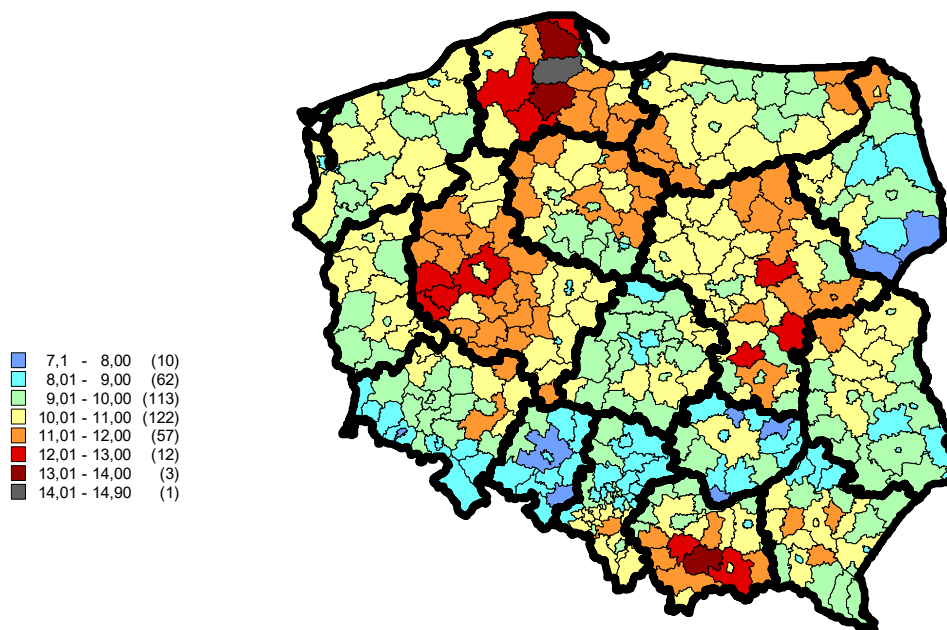 7,1 - 8,00 (10)
8,01 - 9,00 (62)
9,01 - 10,00 (113)
10,01 - 11,00 (122)
11,01 - 12,00 (57)
12,01 - 13,00 (12)
13,01 - 14,00 (3)
14,01 - 14,90 (1)